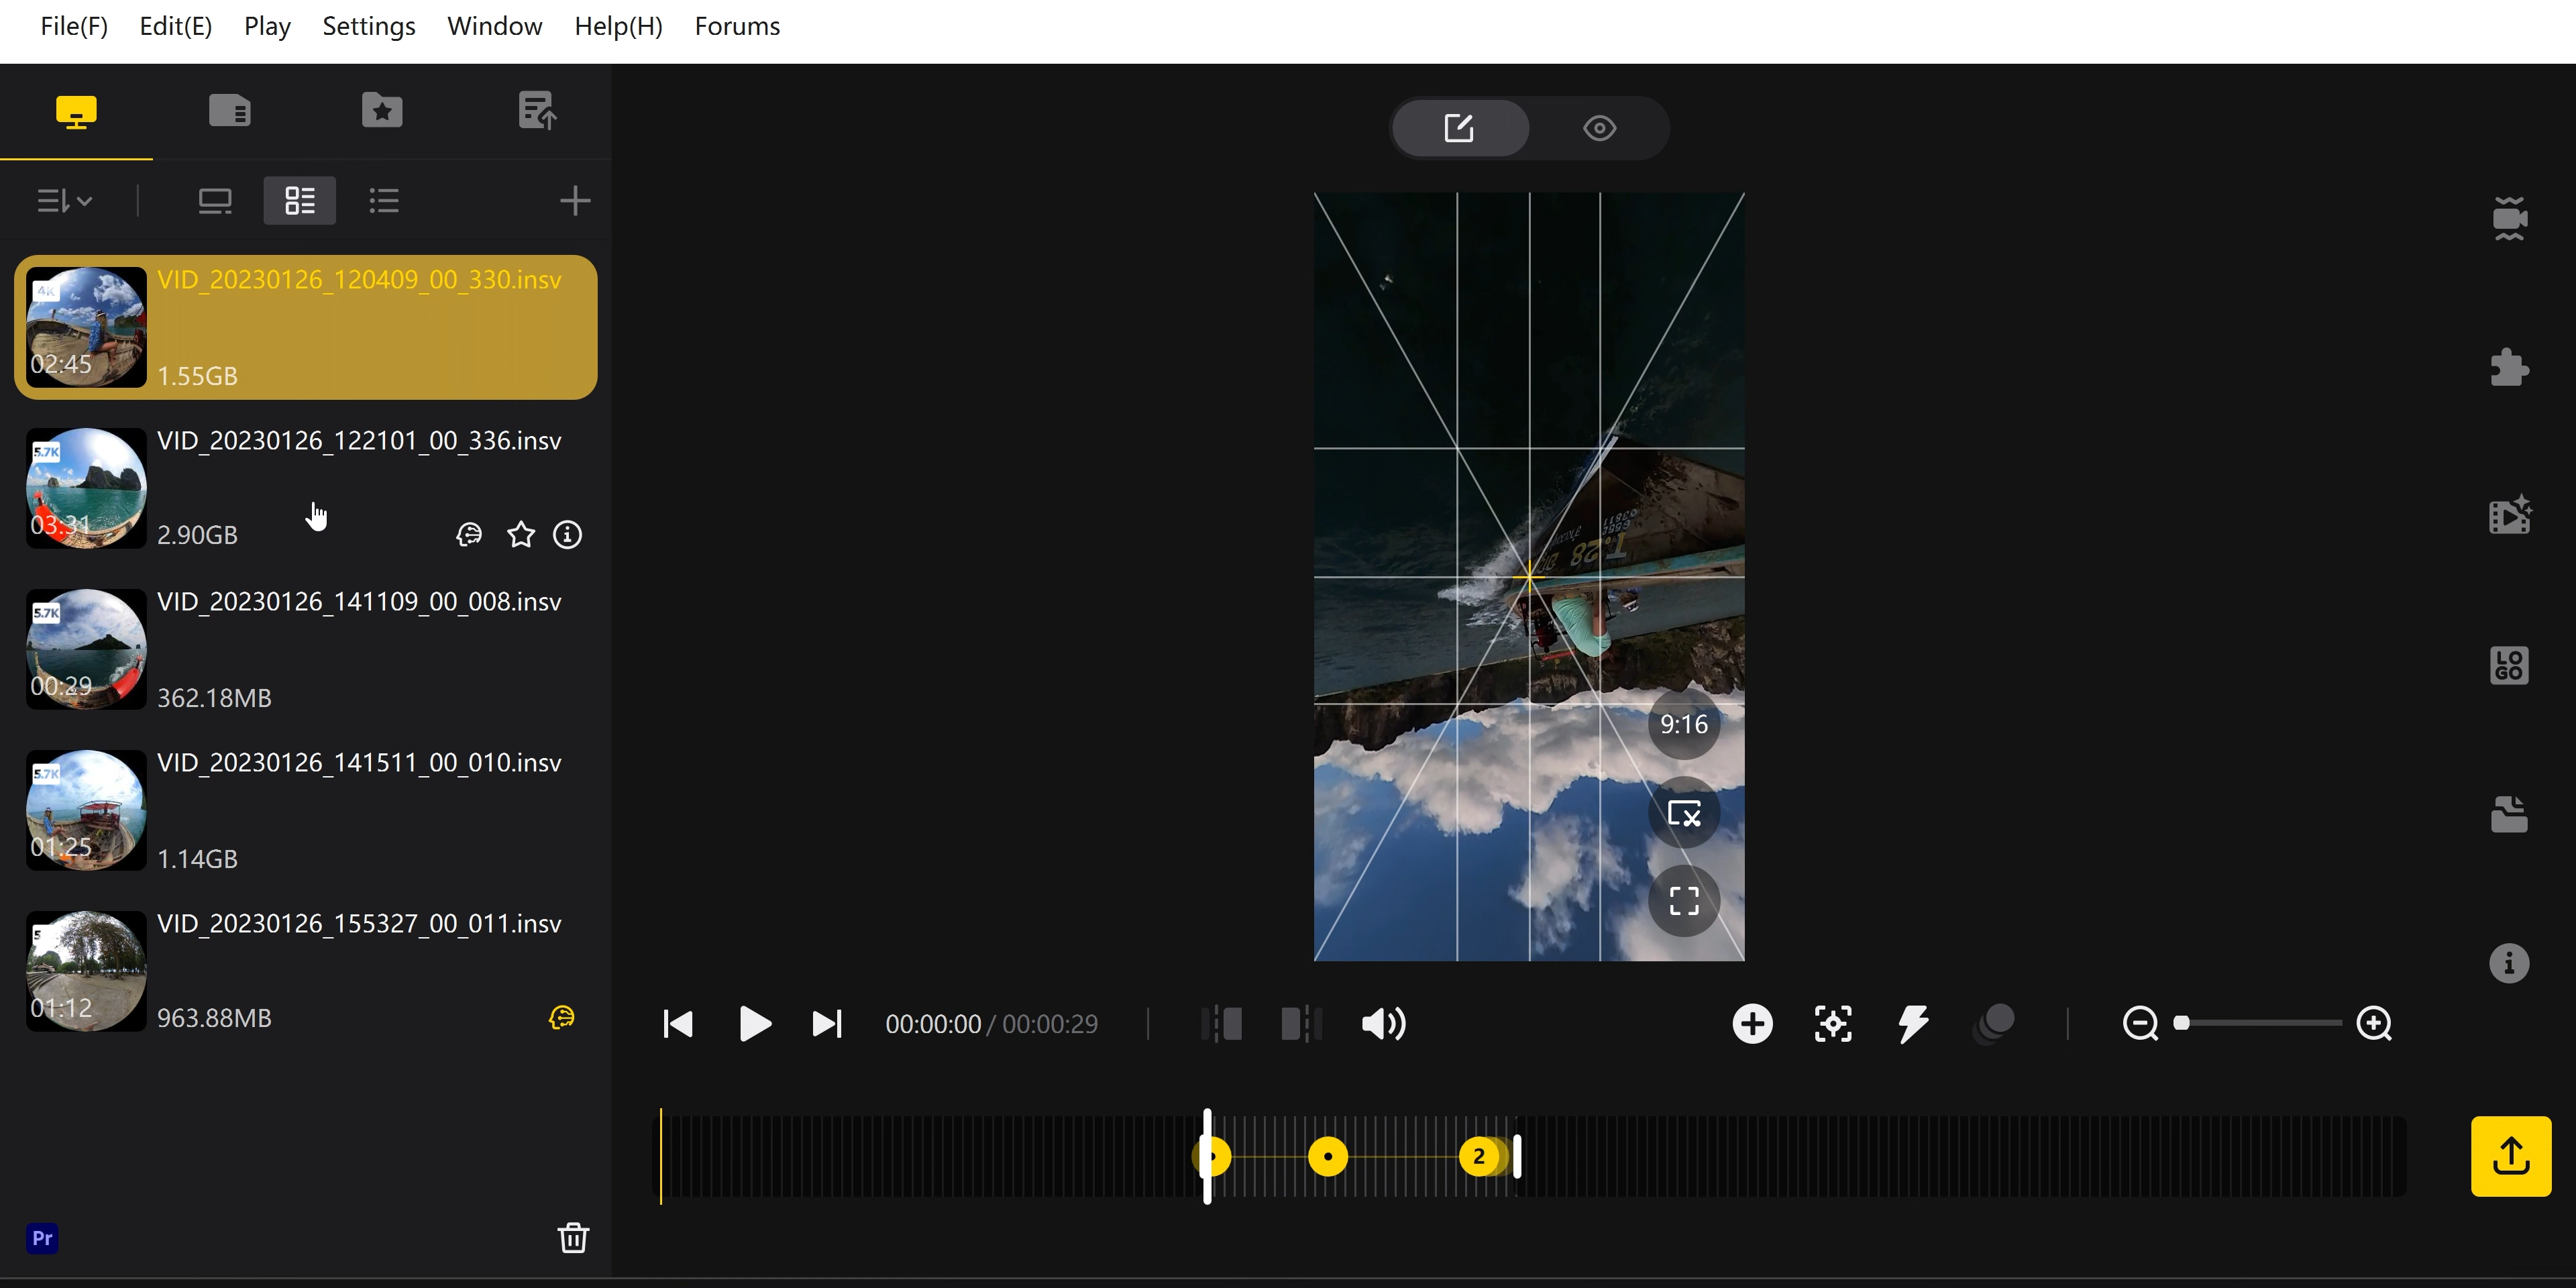 File(F) Edit(E) Play Settings Window Help(H) Forums
VID_20230126_120409_00_330.insv
4K
02:45
1.55GB
VID_20230126_122101_00_336.insv
5.7K
03:31
2.90GB
VID_20230126_141109_00_008.insv
5.7K
00:29
362.18MB
VID_20230126_141511_00_010.insv
5.7K
01:25
1.14GB
VID_20230126_155327_00_011.insv
5
01:12
963.88MB
Pr
9:16
LO
GO
00:00:00 / 00:00:29
2